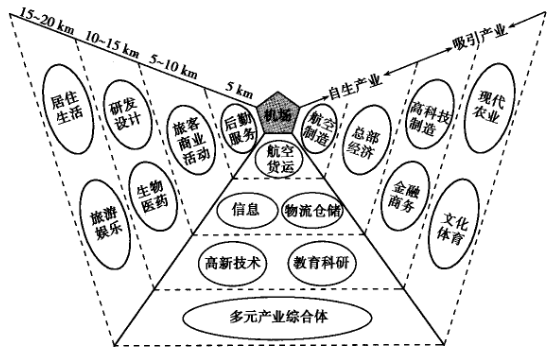 15~20 km
10~15 km
5~10 km
5 km
自生产业
吸引产业
居住
生活
研发
设计
旅客
商业
活动
后勤
服务
机场
航空
制造
总部
经济
高科技
制造
现代
农业
航空
货运
旅游
娱乐
生物
医药
信息
物流仓储
金融
商务
文化
体育
高新技术
教育科研
多元产业综合体